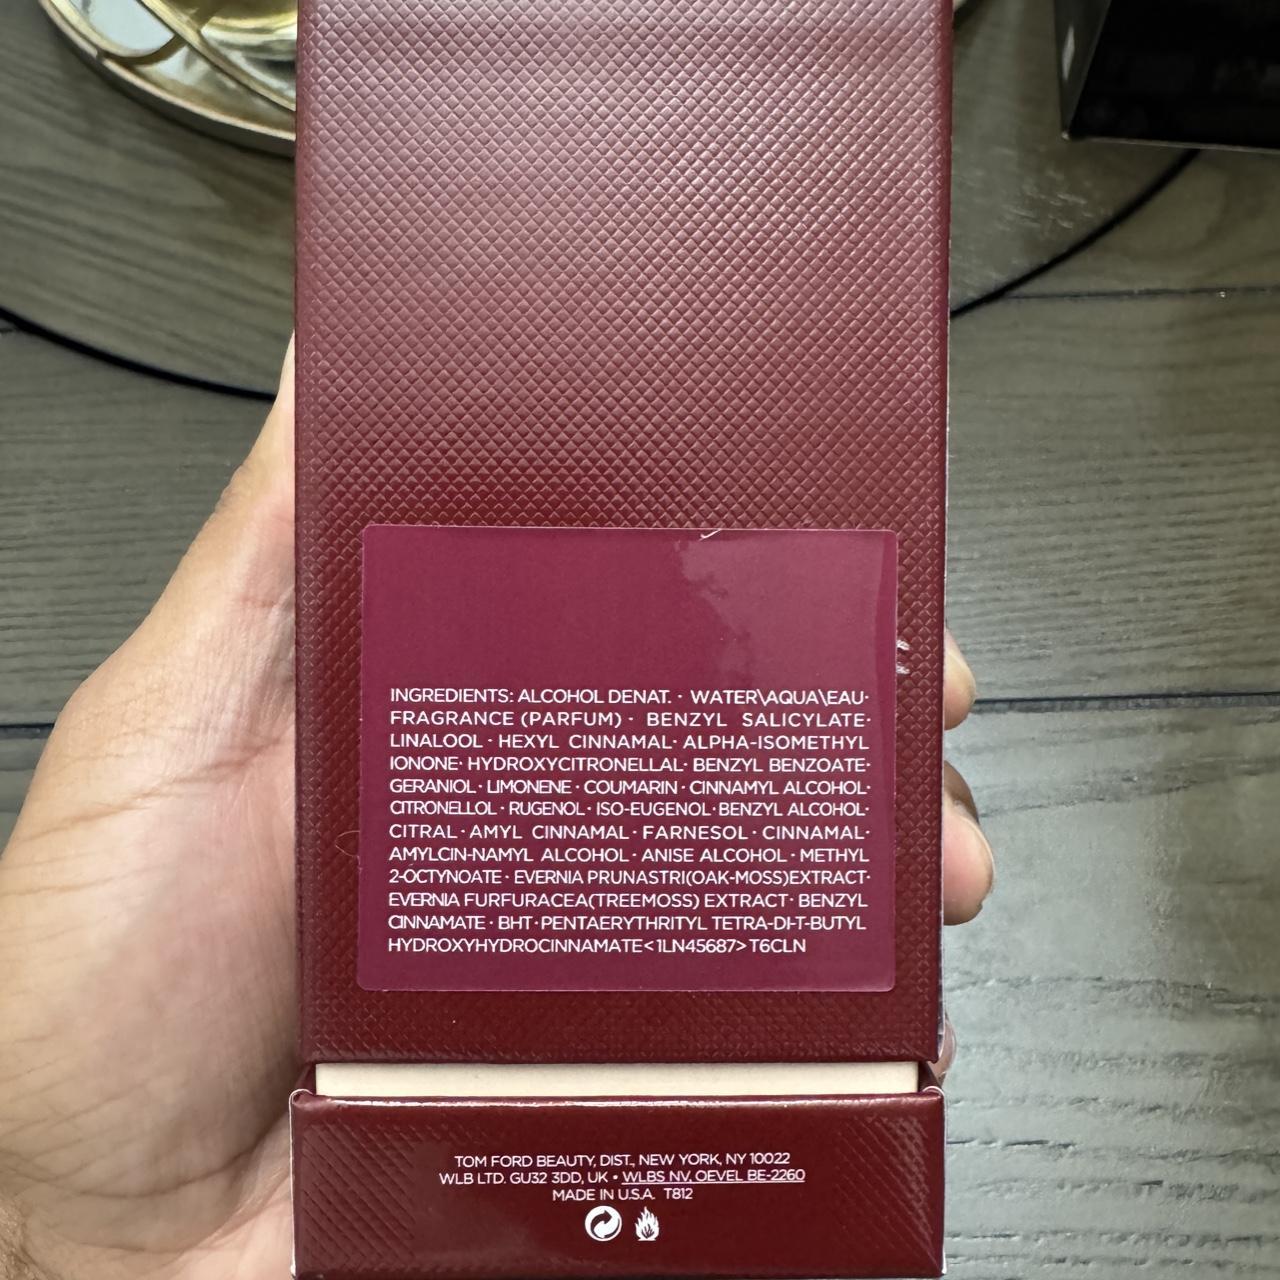 INGREDIENTS: ALCOHOL DENAT. · WATER\AQUA\EAU·
FRAGRANCE (PARFUM) · BENZYL SALICYLATE·
LINALOOL · HEXYL CINNAMAL· ALPHA-ISOMETHYL
IONONE· HYDROXYCITRONELLAL· BENZYL BENZOATE·
GERANIOL· LIMONENE · COUMARIN · CINNAMYL ALCOHOL·
CITRONELLOL · RUGENOL· ISO-EUGENOL· BENZYL ALCOHOL·
CITRAL · AMYL CINNAMAL · FARNESOL · CINNAMAL·
AMYLCIN-NAMYL ALCOHOL · ANISE ALCOHOL · METHYL
2-OCTYNOATE · EVERNIA PRUNASTRI(OAK-MOSS)EXTRACT·
EVERNIA FURFURACEA(TREEMOSS) EXTRACT· BENZYL
CINNAMATE · BHT· PENTAERYTHRITYL TETRA-DI-T-BUTYL
HYDROXYHYDROCINNAMATE<1LN45687> T6CLN
TOM FORD BEAUTY, DIST., NEW YORK, NY 10022
WLB LTD. GU32 3DD, UK • WLBS NV, OEVEL BE-2260
MADE IN U.S.A. T812